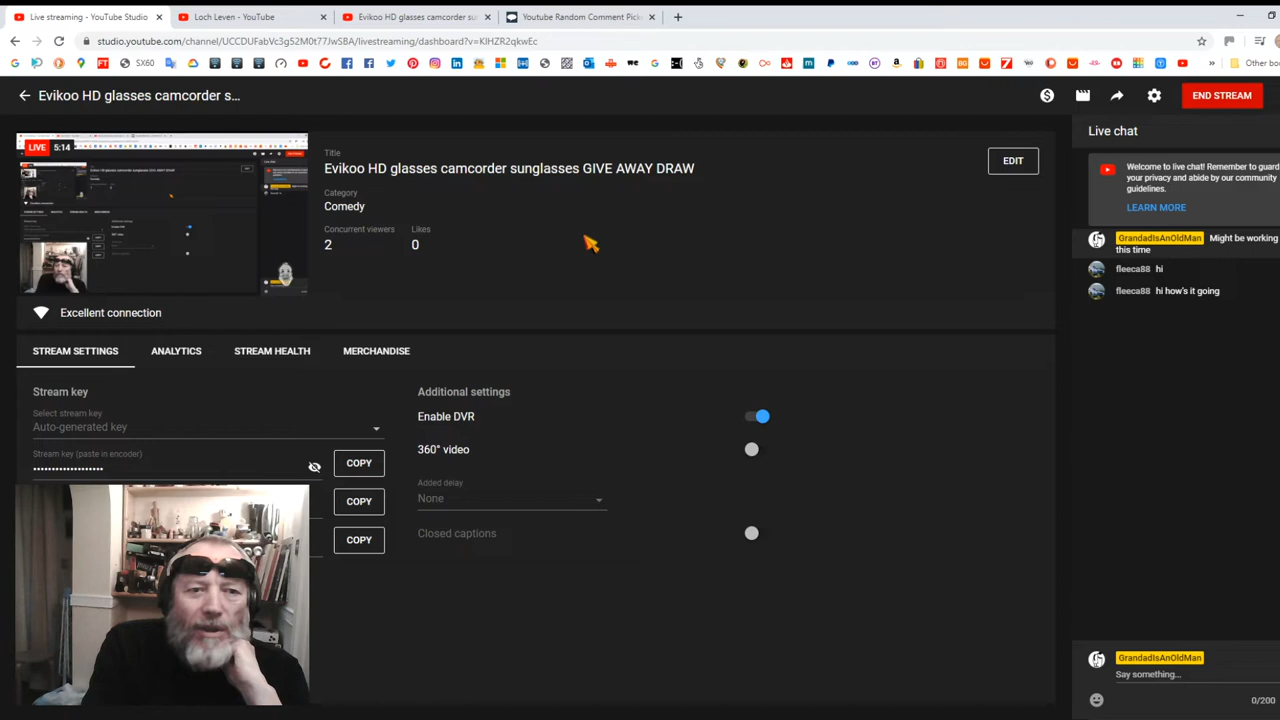 Live streaming - YouTube Studio
Loch Leven - YouTube
Evikoo HD glasses camcorder su
Youtube Random Comment Pick
studio.youtube.com/channel/UCCDUFabVc3g52M0t77JwSBA/livestreaming/dashboard?v=KIHZR2qkwEc
SX60
Other boo
Evikoo HD glasses camcorder s...
END STREAM
LIVE 5:14
Title
Evikoo HD glasses camcorder sunglasses GIVE AWAY DRAW
EDIT
Category
Comedy
Concurrent viewers
Likes
2
0
Excellent connection
STREAM SETTINGS
ANALYTICS
STREAM HEALTH
MERCHANDISE
Stream key
Select stream key
Auto-generated key
Stream key (paste in encoder)
COPY
COPY
COPY
Additional settings
Enable DVR
360° video
Added delay
None
Closed captions
Live chat
Welcome to live chat! Remember to guard
your privacy and abide by our community
guidelines.
LEARN MORE
GrandadIsAnOldMan Might be working
this time
fleeca88 hi
fleeca88 hi how's it going
GrandadIsAnOldMan
Say something...
0/200